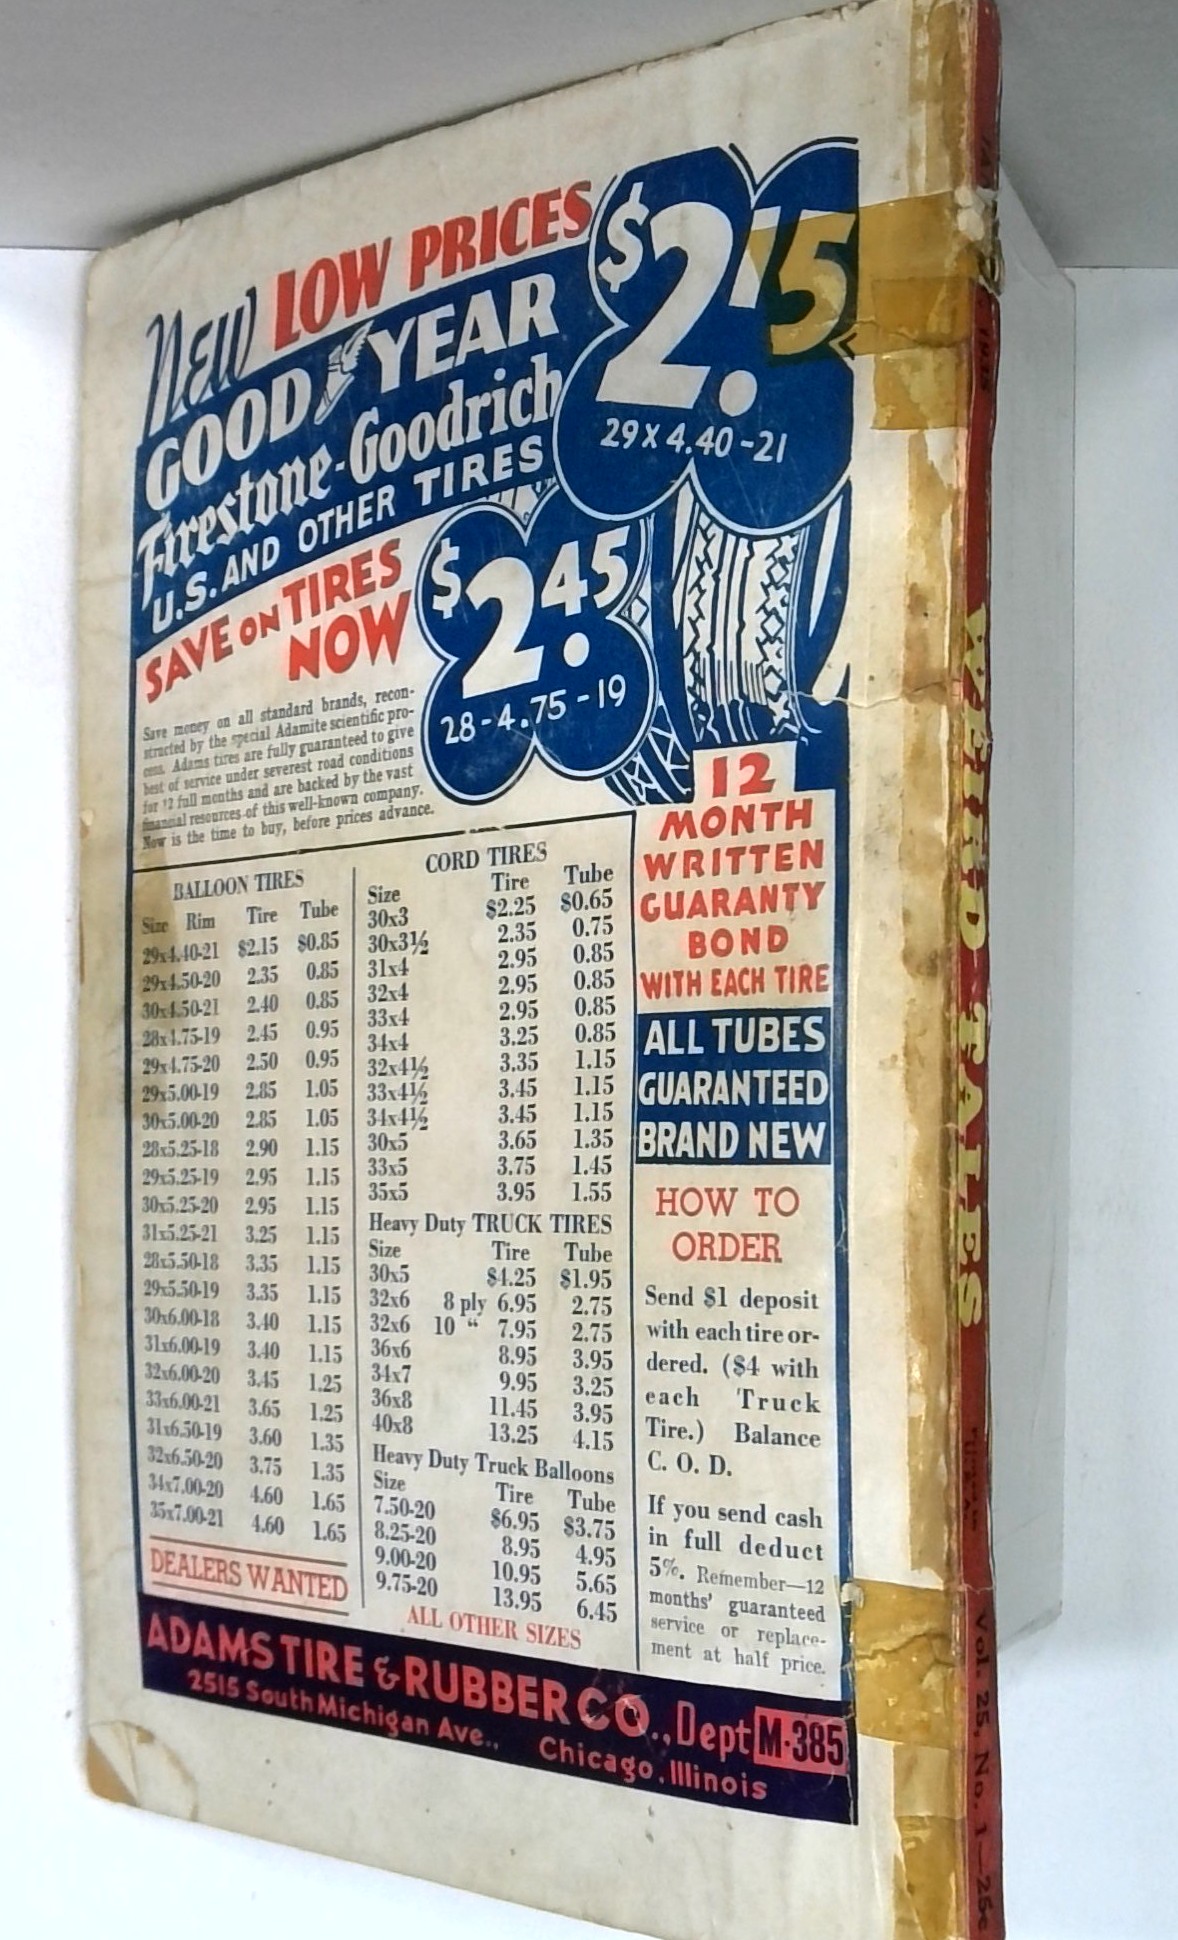 NEW LOW PRICES
GOOD YEAR
Firestone-Goodrich
U.S. AND OTHER TIRES
$2.15
29x4.40-21
SAVE ON TIRES
NOW
$2.45
28-4.75-19
Save money on all standard brands, recon-
structed by the special Adamite scientific pro-
cess. Adams tires are fully guaranteed to give
best of service under severest road conditions
for 12 full months and are backed by the vast
financial resources of this well-known company.
Now is the time to buy, before prices advance.
BALLOON TIRES
Size Rim Tire Tube
29x4.40-21 $2.15 $0.85
29x4.50-20 2.35 0.85
30x4.50-21 2.40 0.85
28x4.75-19 2.45 0.95
29x4.75-20 2.50 0.95
29x5.00-19 2.85 1.05
30x5.00-20 2.85 1.05
28x5.25-18 2.90 1.15
29x5.25-19 2.95 1.15
30x5.25-20 2.95 1.15
31x5.25-21 3.25 1.15
28x5.50-18 3.35 1.15
29x5.50-19 3.35 1.15
30x6.00-18 3.40 1.15
31x6.00-19 3.40 1.15
32x6.00-20 3.45 1.25
33x6.00-21 3.65 1.25
31x6.50-19 3.60 1.35
32x6.50-20 3.75 1.35
34x7.00-20 4.60 1.65
35x7.00-21 4.60 1.65
DEALERS WANTED
CORD TIRES
Size Tire Tube
30x3 $2.25 $0.65
30x3½ 2.35 0.75
31x4 2.95 0.85
32x4 2.95 0.85
33x4 2.95 0.85
34x4 3.25 0.85
32x4½ 3.35 1.15
33x4½ 3.45 1.15
34x4½ 3.45 1.15
30x5 3.65 1.35
33x5 3.75 1.45
35x5 3.95 1.55
Heavy Duty TRUCK TIRES
Size Tire Tube
30x5 $4.25 $1.95
32x6 8 ply 6.95 2.75
32x6 10 " 7.95 2.75
36x6 8.95 3.95
34x7 9.95 3.25
36x8 11.45 3.95
40x8 13.25 4.15
Heavy Duty Truck Balloons
Size Tire Tube
7.50-20 $6.95 $3.75
8.25-20 8.95 4.95
9.00-20 10.95 5.65
9.75-20 13.95 6.45
ALL OTHER SIZES
12
MONTH
WRITTEN
GUARANTY
BOND
WITH EACH TIRE
ALL TUBES
GUARANTEED
BRAND NEW
HOW TO
ORDER
Send $1 deposit
with each tire or-
dered. ($4 with
each Truck
Tire.) Balance
C. O. D.
If you send cash
in full deduct
5%. Remember—12
months' guaranteed
service or replace-
ment at half price.
ADAMS TIRE & RUBBER CO., Dept M-385
2515 South Michigan Ave., Chicago, Illinois
WEIRD TALES
Vol. 25, No. 1—25c